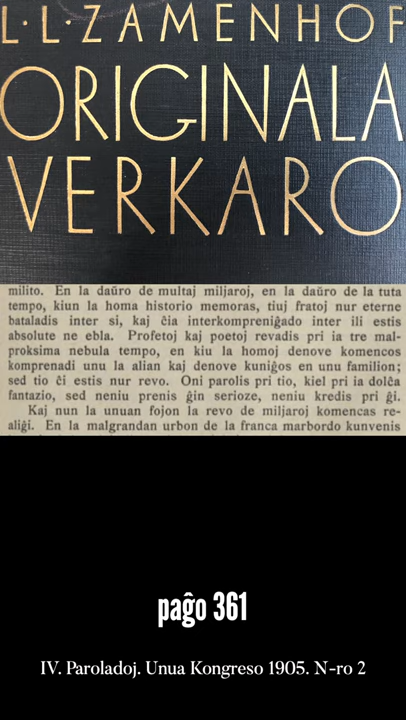 L·L·ZAMENHOF
ORIGINALA
VERKARO
milito. En la daŭro de multaj miljaroj, en la daŭro de la tuta
tempo, kiun la homa historio memoras, tiuj fratoj nur eterne
bataladis inter si, kaj ĉia interkompreniĝado inter ili estis
absolute ne ebla. Profetoj kaj poetoj revadis pri ia tre mal-
proksima nebula tempo, en kiu la homoj denove komencos
komprenadi unu la alian kaj denove kuniĝos en unu familion;
sed tio ĉi estis nur revo. Oni parolis pri tio, kiel pri ia dolĉa
fantazio, sed neniu prenis ĝin serioze, neniu kredis pri ĝi.
Kaj nun la unuan fojon la revo de miljaroj komencas re-
aliĝi. En la malgrandan urbon de la franca marbordo kunvenis
paĝo 361
IV. Paroladoj. Unua Kongreso 1905. N-ro 2